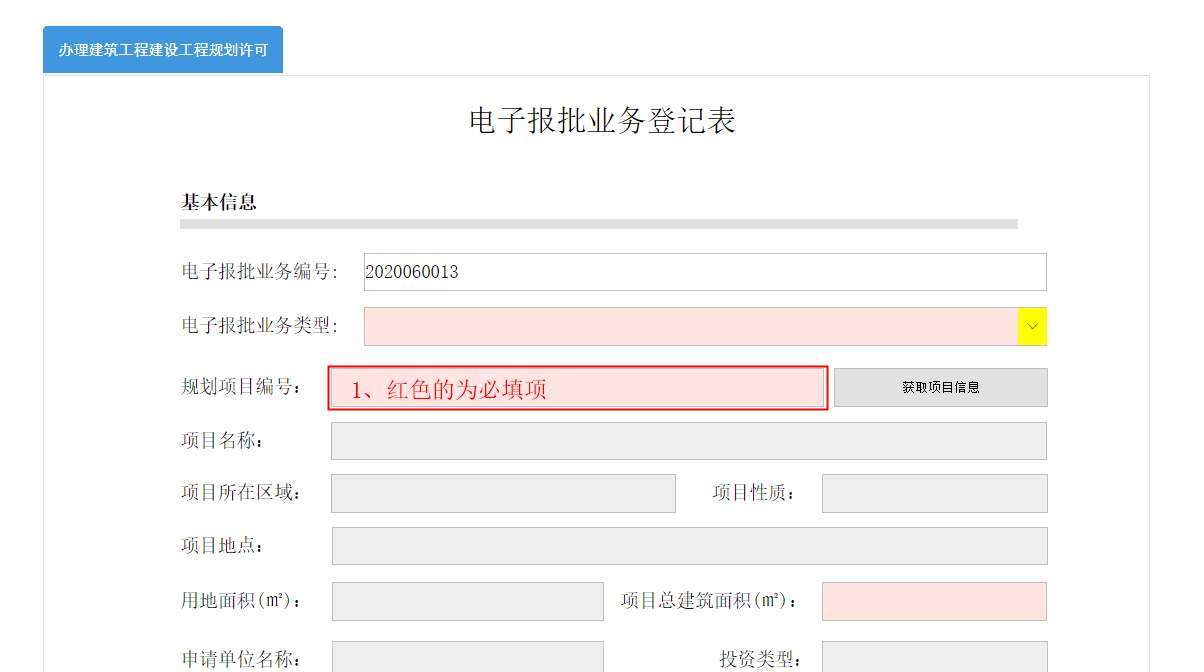 办理建筑工程建设工程规划许可
电子报批业务登记表
基本信息
电子报批业务编号: 2020060013
电子报批业务类型:
规划项目编号: 1、红色的为必填项 获取项目信息
项目名称:
项目所在区域: 项目性质:
项目地点:
用地面积(㎡): 项目总建筑面积(㎡):
申请单位名称: 投资类型: